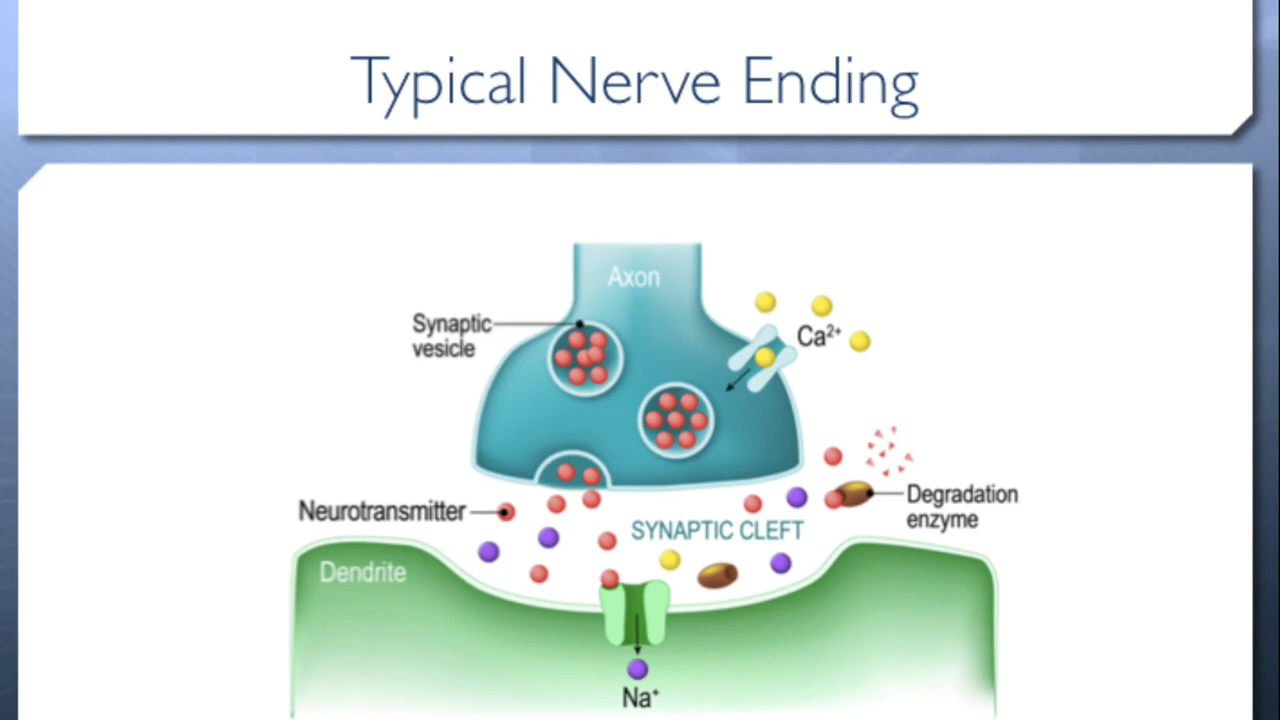 Typical Nerve Ending
Axon
Synaptic
vesicle
Ca²⁺
Neurotransmitter
Degradation
enzyme
SYNAPTIC CLEFT
Dendrite
Na⁺